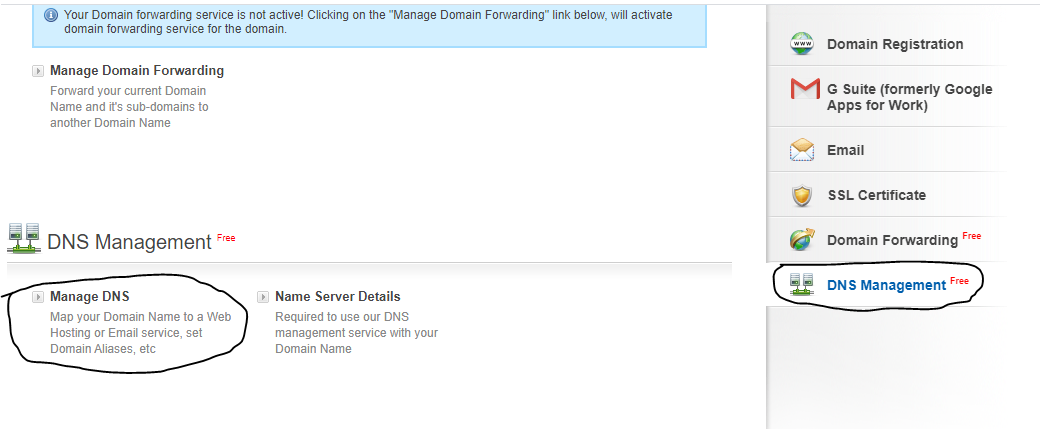 Your Domain forwarding service is not active! Clicking on the "Manage Domain Forwarding" link below, will activate
domain forwarding service for the domain.
Manage Domain Forwarding
Forward your current Domain
Name and it's sub-domains to
another Domain Name
DNS Management Free
Manage DNS
Map your Domain Name to a Web
Hosting or Email service, set
Domain Aliases, etc
Name Server Details
Required to use our DNS
management service with your
Domain Name
WWW
Domain Registration
G Suite (formerly Google
Apps for Work)
Email
SSL Certificate
Domain Forwarding Free
DNS Management Free